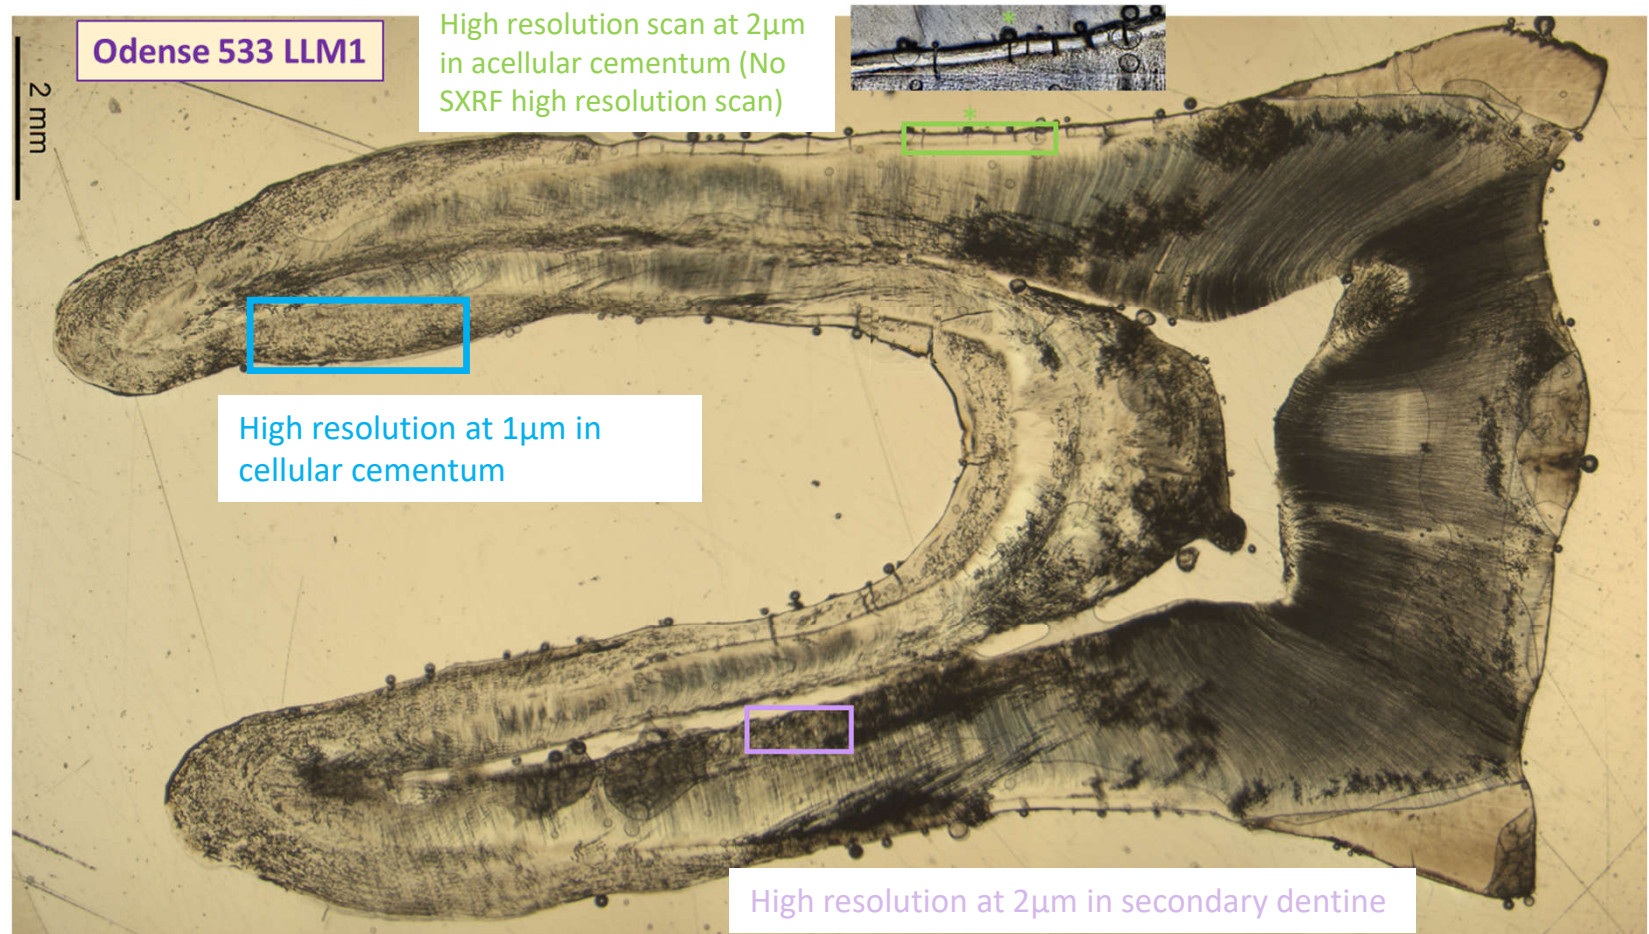 Odense 533 LLM1
2 mm
High resolution scan at 2µm
in acellular cementum (No
SXRF high resolution scan)
*
*
High resolution at 1µm in
cellular cementum
High resolution at 2µm in secondary dentine